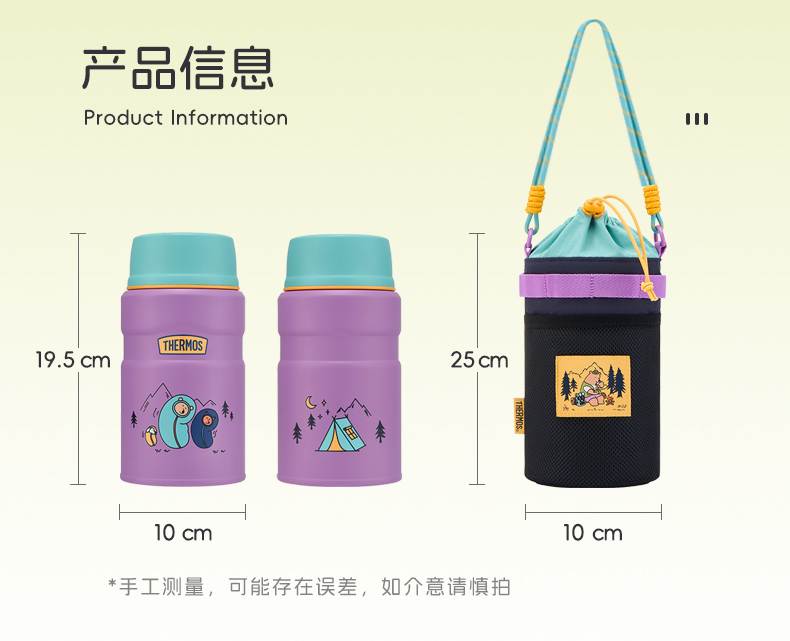 产品信息
Product Information
19.5 cm
THERMOS
10 cm
25 cm
THERMOS
10 cm
*手工测量，可能存在误差，如介意请慎拍